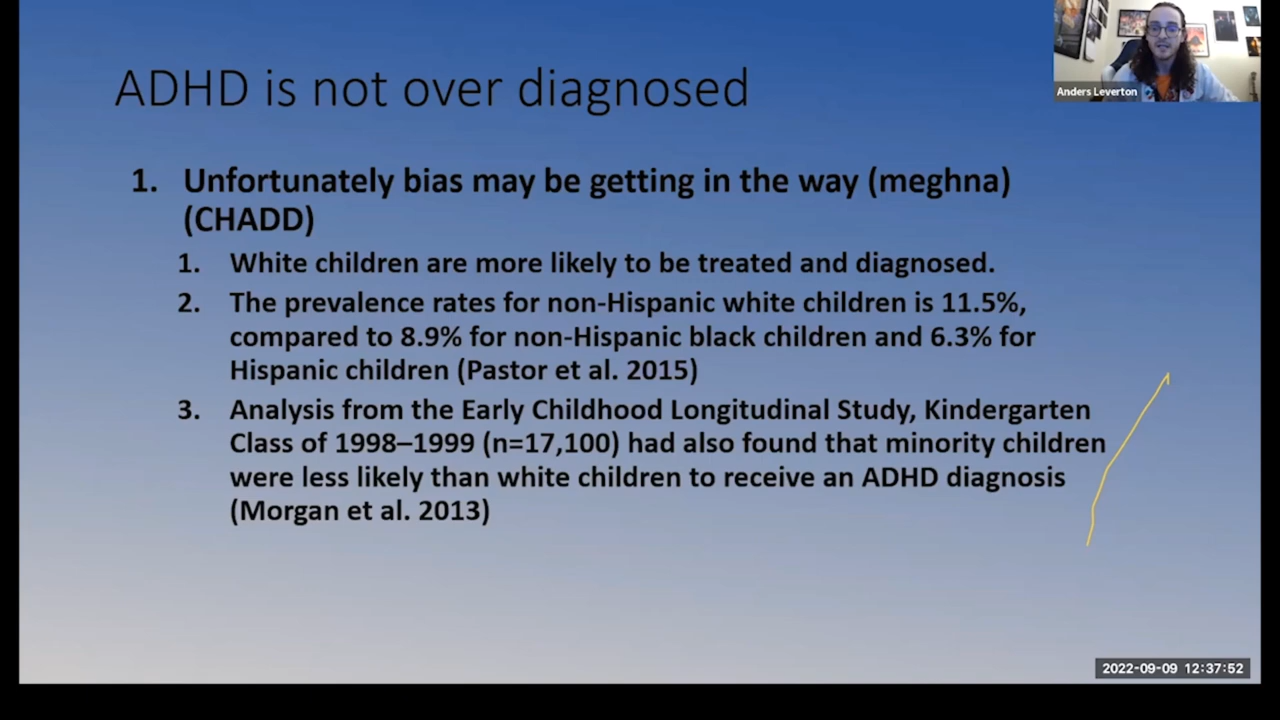 ADHD is not over diagnosed
Anders Leverton
1. Unfortunately bias may be getting in the way (meghna)
(CHADD)
1. White children are more likely to be treated and diagnosed.
2. The prevalence rates for non-Hispanic white children is 11.5%,
compared to 8.9% for non-Hispanic black children and 6.3% for
Hispanic children (Pastor et al. 2015)
3. Analysis from the Early Childhood Longitudinal Study, Kindergarten
Class of 1998–1999 (n=17,100) had also found that minority children
were less likely than white children to receive an ADHD diagnosis
(Morgan et al. 2013)
2022-09-09 12:37:52